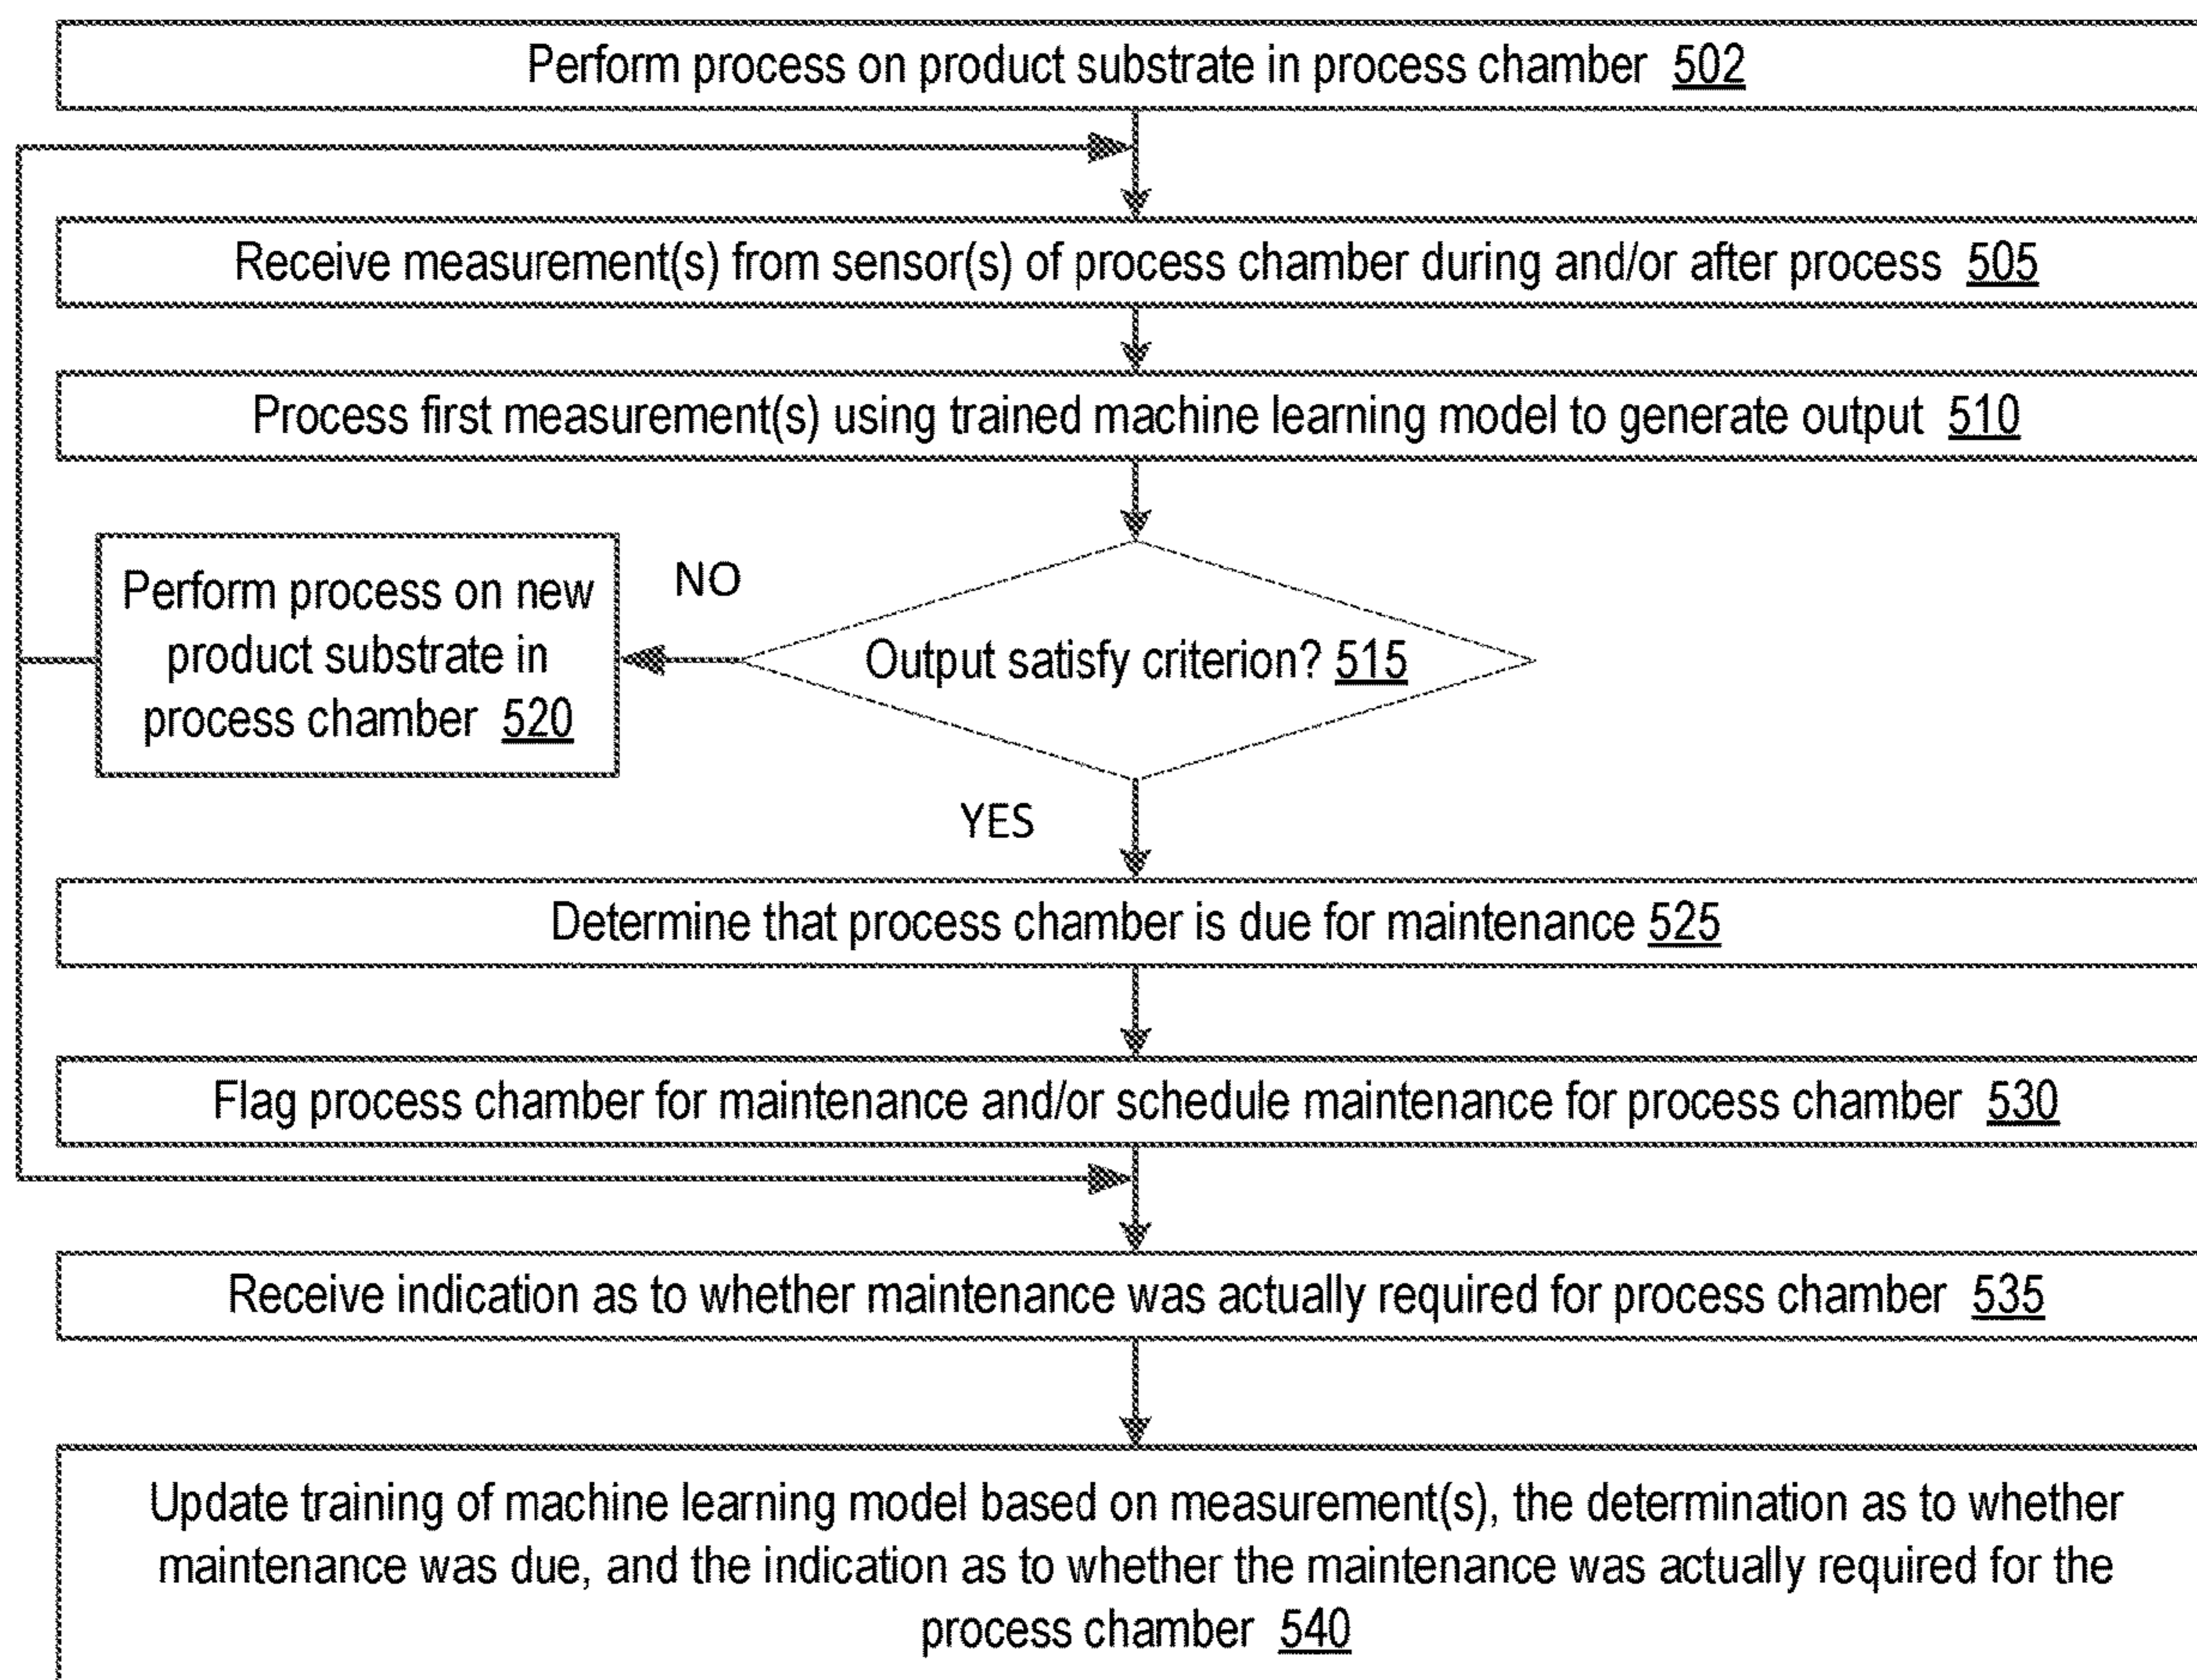 Perform process on product substrate in process chamber 502
Receive measurement(s) from sensor(s) of process chamber during and/or after process 505
Process first measurement(s) using trained machine learning model to generate output 510
Perform process on new
product substrate in
process chamber 520
NO
Output satisfy criterion? 515
YES
Determine that process chamber is due for maintenance 525
Flag process chamber for maintenance and/or schedule maintenance for process chamber 530
Receive indication as to whether maintenance was actually required for process chamber 535
Update training of machine learning model based on measurement(s), the determination as to whether
maintenance was due, and the indication as to whether the maintenance was actually required for the
process chamber 540